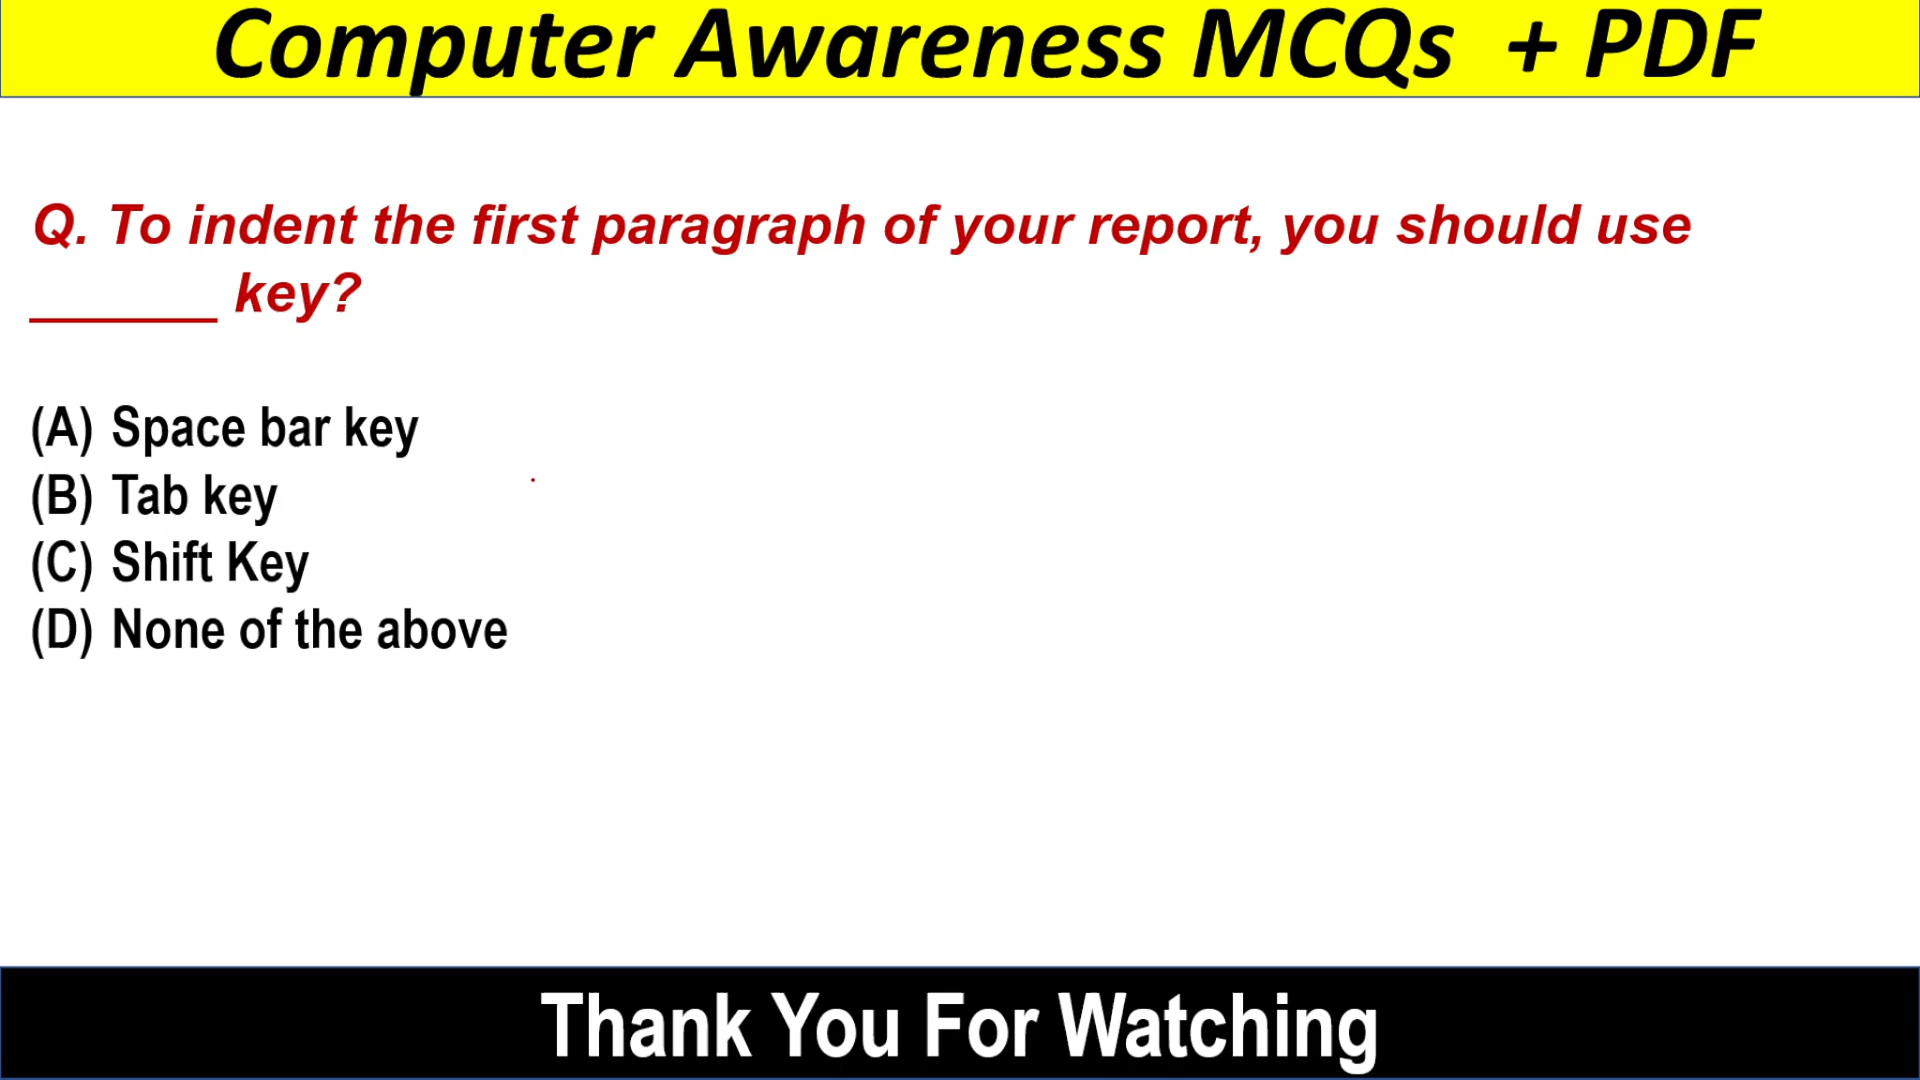 Computer Awareness MCQs + PDF
Q. To indent the first paragraph of your report, you should use
______ key?
(A) Space bar key
(B) Tab key
(C) Shift Key
(D) None of the above
Thank You For Watching